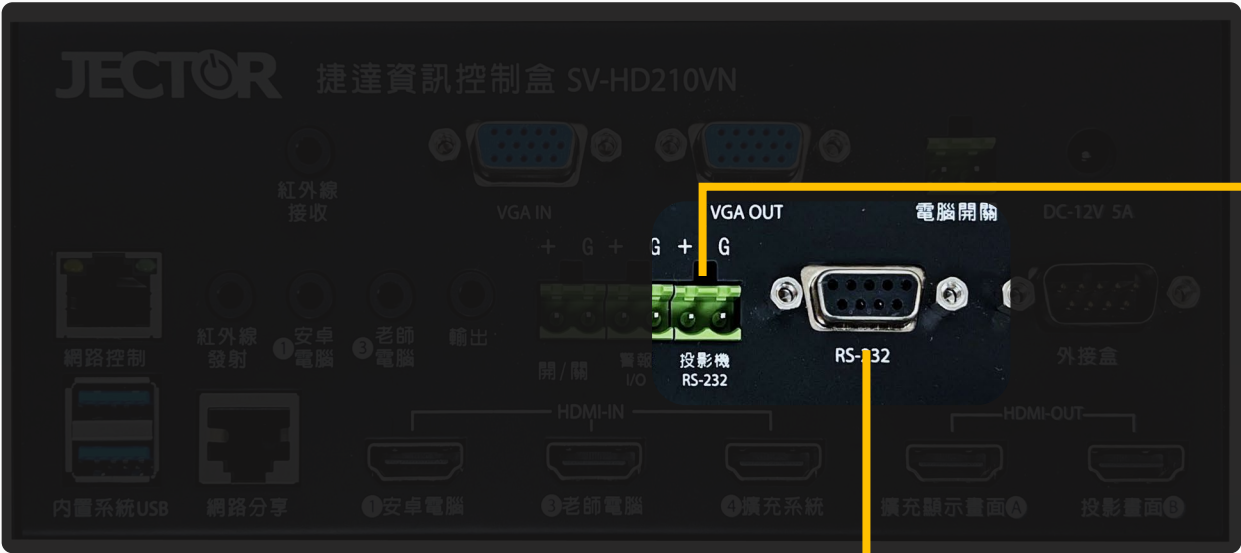 JECTOR 捷達資訊控制盒 SV-HD210VN
紅外線
接收
VGA IN
VGA OUT
電腦開關
DC-12V 5A
+ G + G + G
網路控制
紅外線
發射
❶安卓
電腦
❸老師
電腦
輸出
開/關
警報
I/O
投影機
RS-232
RS-232
外接盒
HDMI-IN
HDMI-OUT
內置系統USB
網路分享
❶安卓電腦
❸老師電腦
❹擴充系統
擴充顯示畫面Ⓐ
投影畫面Ⓑ